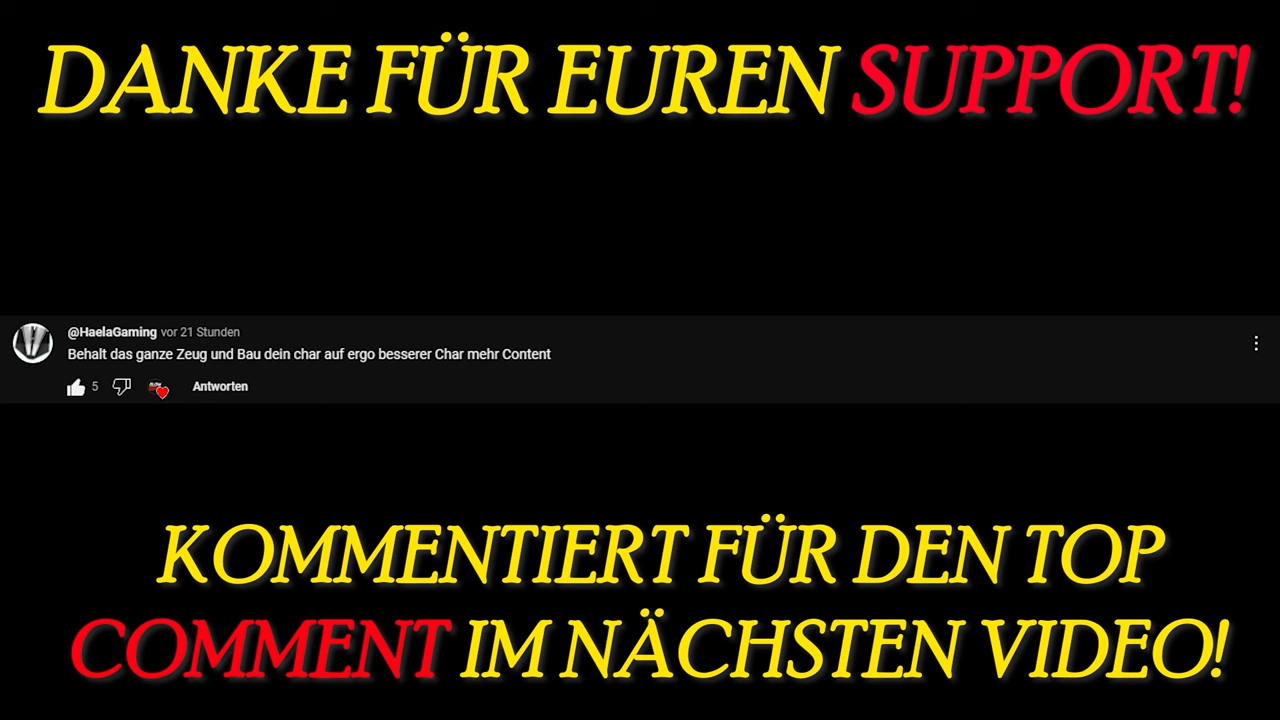 DANKE FÜR EUREN SUPPORT!
@HaelaGaming vor 21 Stunden
Behalt das ganze Zeug und Bau dein char auf ergo besserer Char mehr Content
5 Antworten
KOMMENTIERT FÜR DEN TOP
COMMENT IM NÄCHSTEN VIDEO!